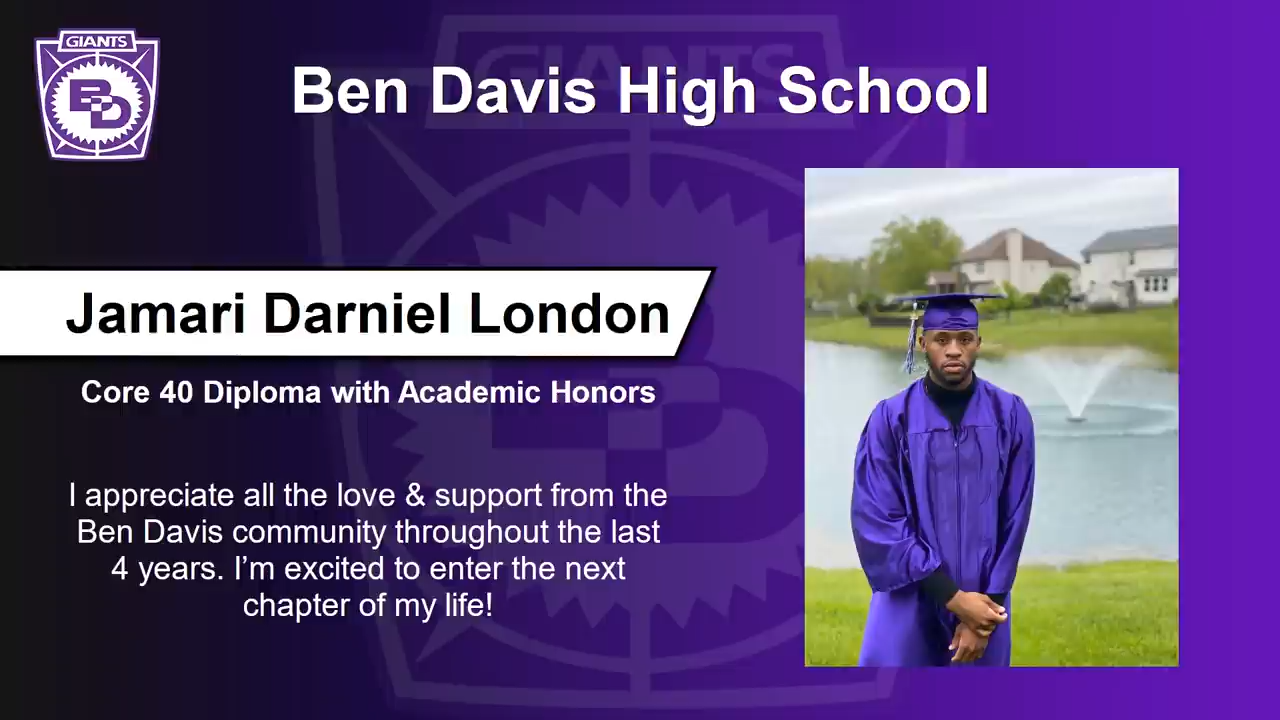 GIANTS
BD
Ben Davis High School
Jamari Darniel London
Core 40 Diploma with Academic Honors
I appreciate all the love & support from the
Ben Davis community throughout the last
4 years. I’m excited to enter the next
chapter of my life!